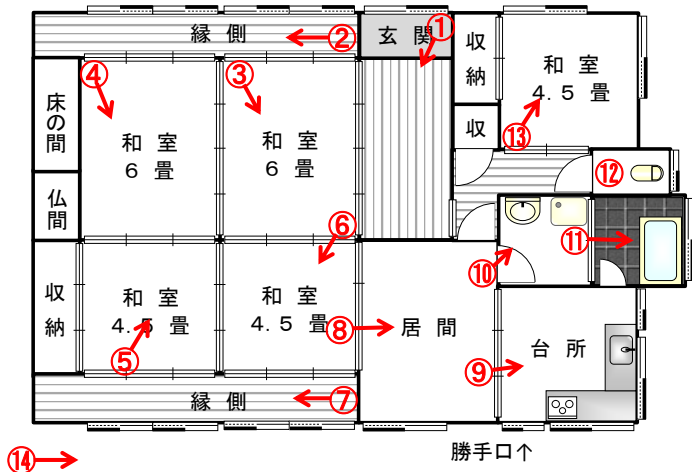 縁側
②
玄関
①
収納
和室
4.5畳
⑬
床の間
④
和室
6畳
③
和室
6畳
収
⑫
仏間
⑥
⑩
⑪
収納
和室
4.5畳
⑤
和室
4.5畳
⑧
居間
⑨
台所
縁側
⑦
勝手口↑
⑭